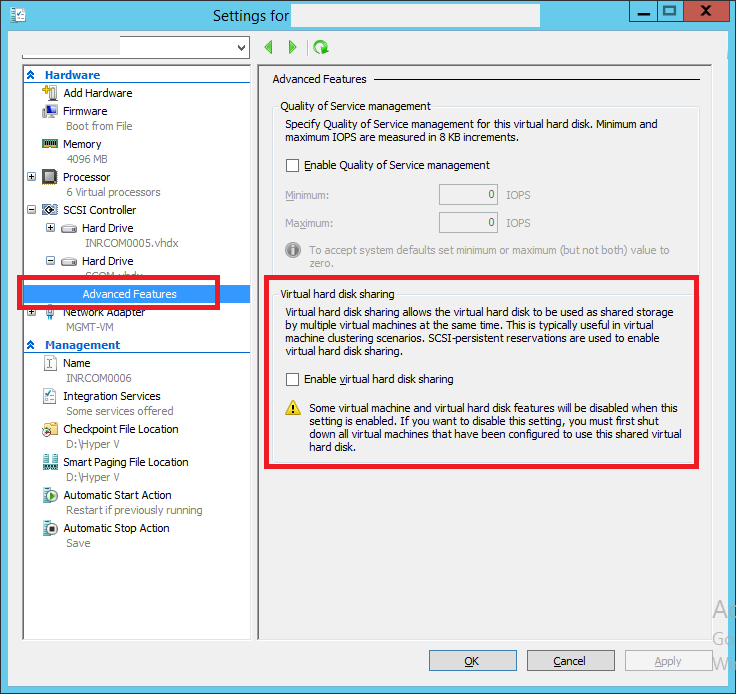 Settings for
Hardware
Add Hardware
Firmware
Boot from File
Memory
4096 MB
Processor
6 Virtual processors
SCSI Controller
Hard Drive
INRCOM0005.vhdx
Hard Drive
SCOM.vhdx
Advanced Features
Network Adapter
MGMT-VM
Management
Name
INRCOM0006
Integration Services
Some services offered
Checkpoint File Location
D:\Hyper V
Smart Paging File Location
D:\Hyper V
Automatic Start Action
Restart if previously running
Automatic Stop Action
Save
Advanced Features
Quality of Service management
Specify Quality of Service management for this virtual hard disk. Minimum and
maximum IOPS are measured in 8 KB increments.
Enable Quality of Service management
Minimum: 0 IOPS
Maximum: 0 IOPS
To accept system defaults set minimum or maximum (but not both) value to
zero.
Virtual hard disk sharing
Virtual hard disk sharing allows the virtual hard disk to be used as shared storage
by multiple virtual machines at the same time. This is typically useful in virtual
machine clustering scenarios. SCSI-persistent reservations are used to enable
virtual hard disk sharing.
Enable virtual hard disk sharing
Some virtual machine and virtual hard disk features will be disabled when this
setting is enabled. If you want to disable this setting, you must first shut
down all virtual machines that have been configured to use this shared virtual
hard disk.
OK Cancel Apply